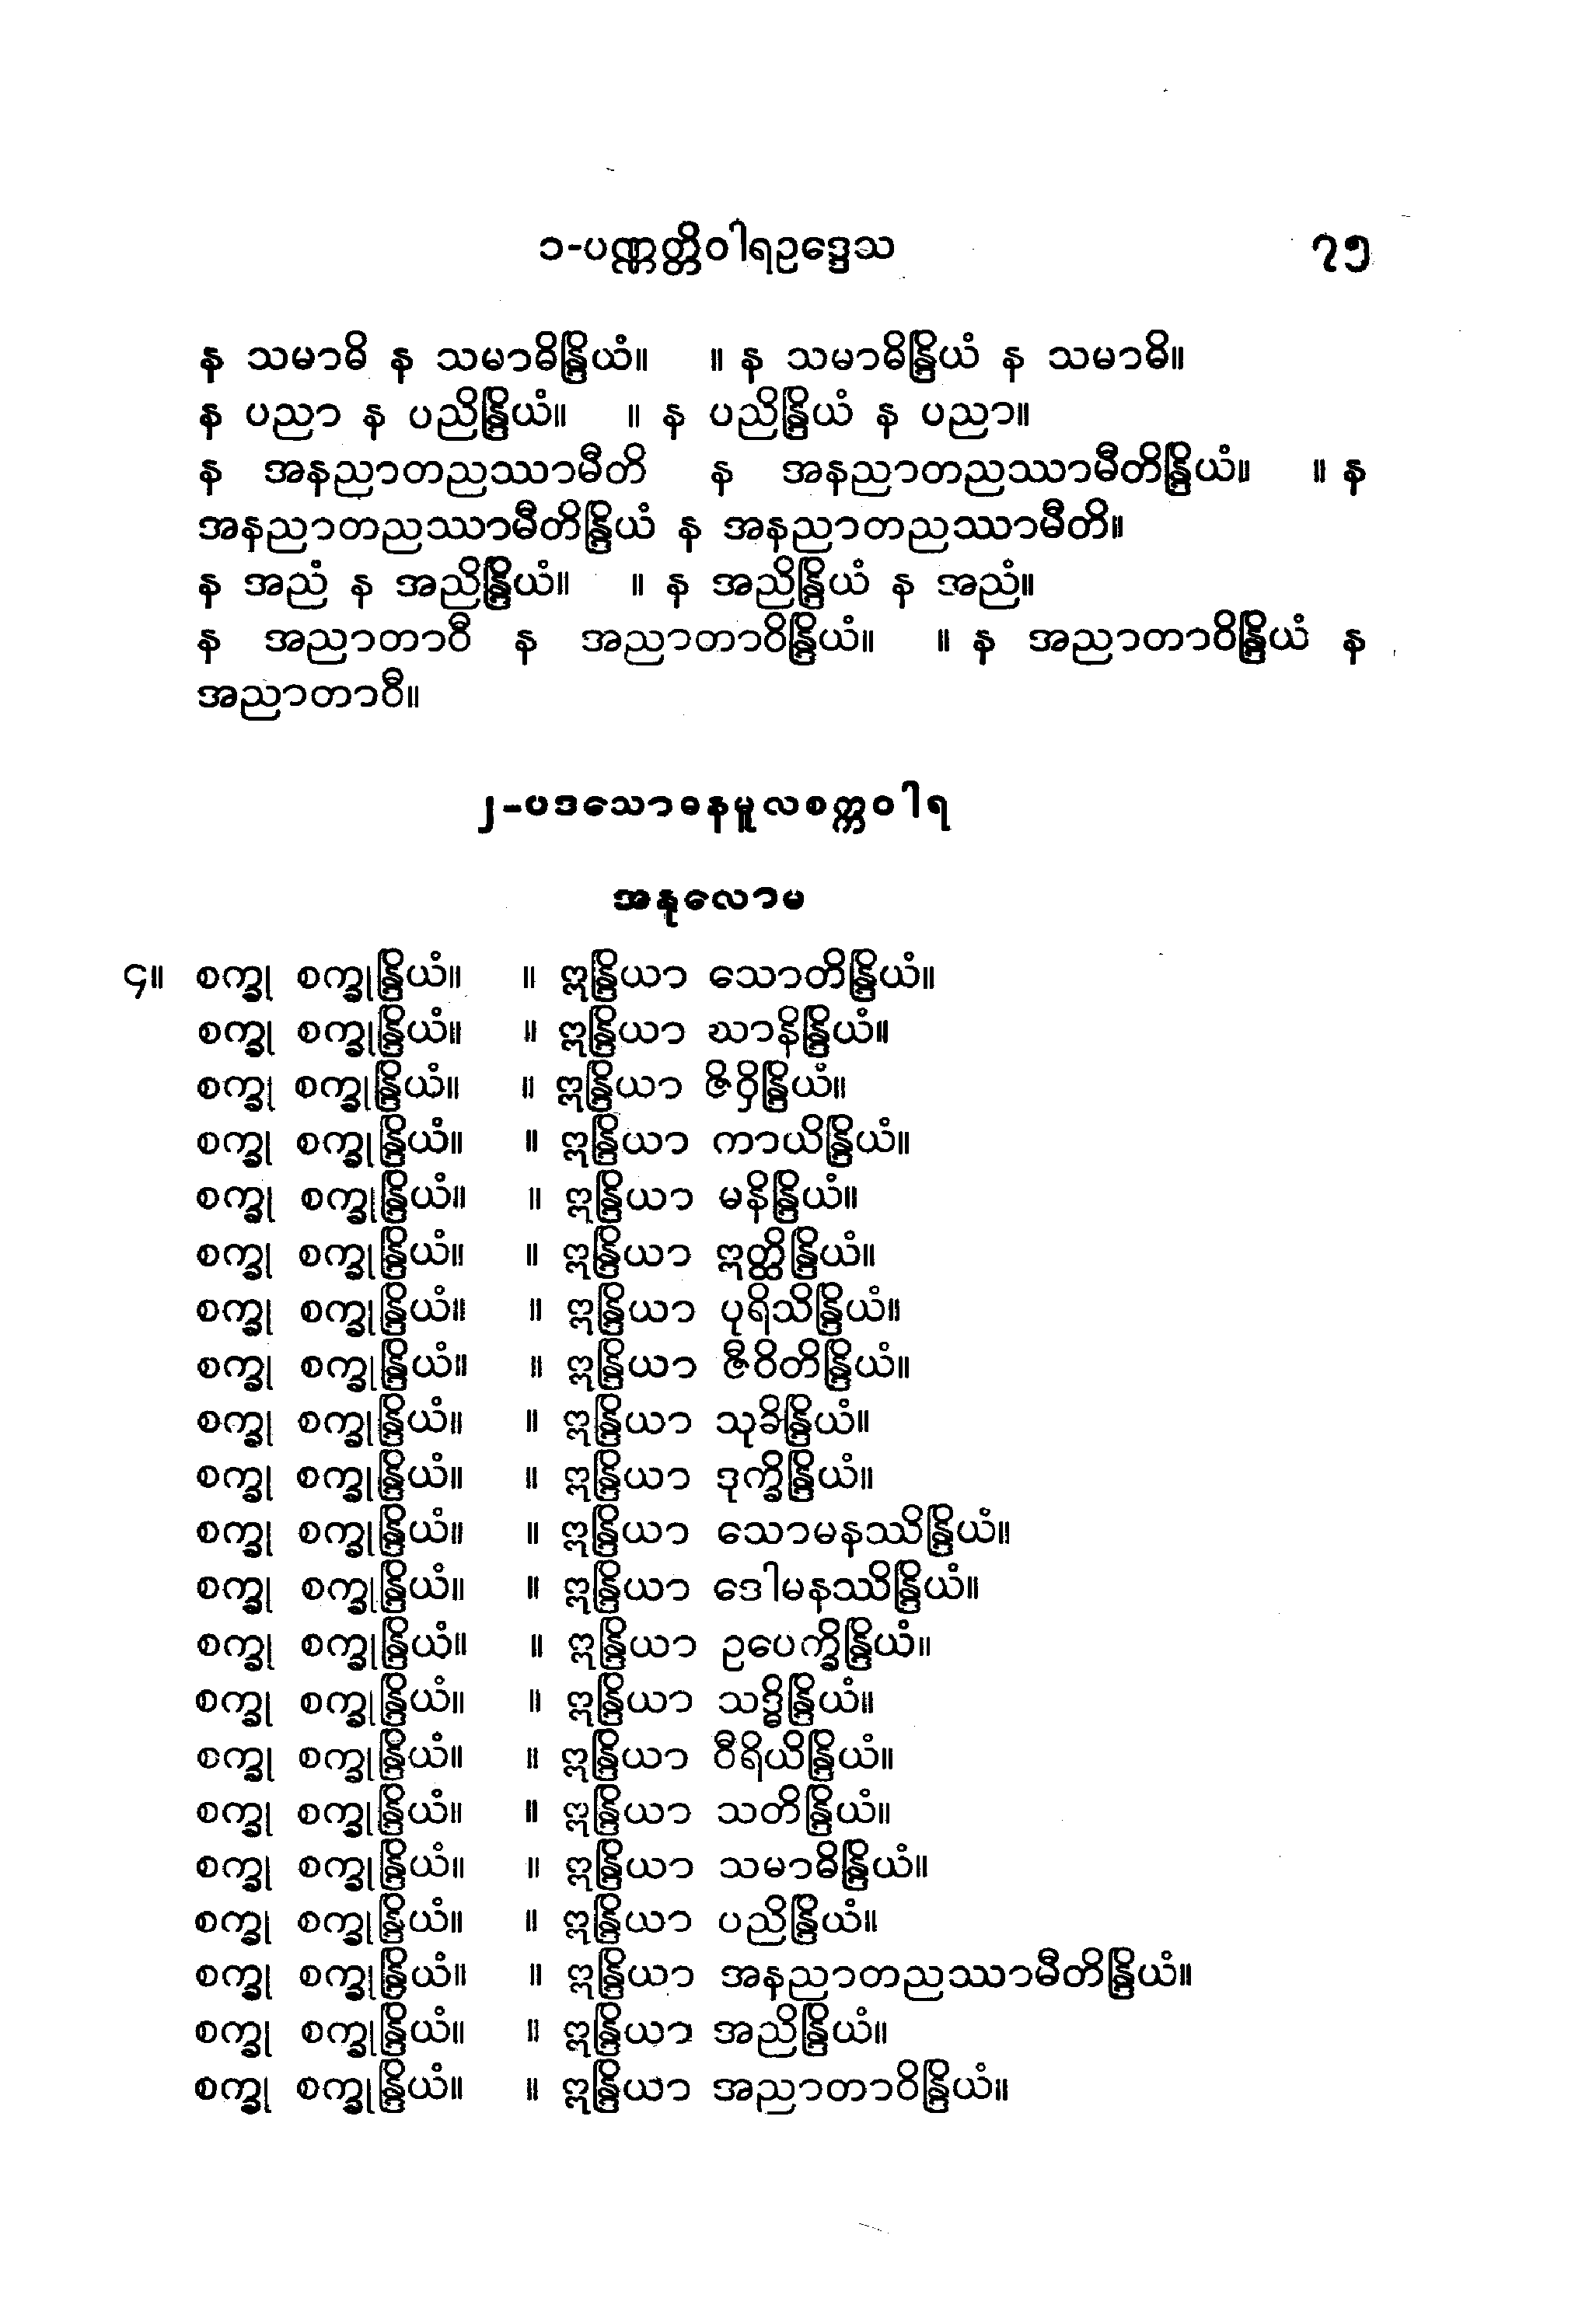 ၁-ပဏ္ဏတ္တိဝါရဥဒ္ဒေသ ၇၅
န သမာဓိ န သမာဓိန္ဒြိယံ။ ။ န သမာဓိန္ဒြိယံ န သမာဓိ။
န ပညာ န ပညိန္ဒြိယံ။ ။ န ပညိန္ဒြိယံ န ပညာ။
န အနညာတညဿာမီတိ န အနညာတညဿာမီတိန္ဒြိယံ။ ။ န
အနညာတညဿာမီတိန္ဒြိယံ န အနညာတညဿာမီတိ။
န အညံ န အညိန္ဒြိယံ။ ။ န အညိန္ဒြိယံ န အညံ။
န အညာတာဝီ န အညာတာဝိန္ဒြိယံ။ ။ န အညာတာဝိန္ဒြိယံ န
အညာတာဝီ။
၂-ပဒသောဓနမူလစက္ကဝါရ
အနုလောမ
၄။ စက္ခု စက္ခုန္ဒြိယံ။ ။ ဣန္ဒြိယာ သောတိန္ဒြိယံ။
စက္ခု စက္ခုန္ဒြိယံ။ ။ ဣန္ဒြိယာ ဃာနိန္ဒြိယံ။
စက္ခု စက္ခုန္ဒြိယံ။ ။ ဣန္ဒြိယာ ဇိဝှိန္ဒြိယံ။
စက္ခု စက္ခုန္ဒြိယံ။ ။ ဣန္ဒြိယာ ကာယိန္ဒြိယံ။
စက္ခု စက္ခုန္ဒြိယံ။ ။ ဣန္ဒြိယာ မနိန္ဒြိယံ။
စက္ခု စက္ခုန္ဒြိယံ။ ။ ဣန္ဒြိယာ ဣတ္ထိန္ဒြိယံ။
စက္ခု စက္ခုန္ဒြိယံ။ ။ ဣန္ဒြိယာ ပုရိသိန္ဒြိယံ။
စက္ခု စက္ခုန္ဒြိယံ။ ။ ဣန္ဒြိယာ ဇီဝိတိန္ဒြိယံ။
စက္ခု စက္ခုန္ဒြိယံ။ ။ ဣန္ဒြိယာ သုခိန္ဒြိယံ။
စက္ခု စက္ခုန္ဒြိယံ။ ။ ဣန္ဒြိယာ ဒုက္ခိန္ဒြိယံ။
စက္ခု စက္ခုန္ဒြိယံ။ ။ ဣန္ဒြိယာ သောမနဿိန္ဒြိယံ။
စက္ခု စက္ခုန္ဒြိယံ။ ။ ဣန္ဒြိယာ ဒေါမနဿိန္ဒြိယံ။
စက္ခု စက္ခုန္ဒြိယံ။ ။ ဣန္ဒြိယာ ဥပေက္ခိန္ဒြိယံ။
စက္ခု စက္ခုန္ဒြိယံ။ ။ ဣန္ဒြိယာ သဒ္ဓိန္ဒြိယံ။
စက္ခု စက္ခုန္ဒြိယံ။ ။ ဣန္ဒြိယာ ဝီရိယိန္ဒြိယံ။
စက္ခု စက္ခုန္ဒြိယံ။ ။ ဣန္ဒြိယာ သတိန္ဒြိယံ။
စက္ခု စက္ခုန္ဒြိယံ။ ။ ဣန္ဒြိယာ သမာဓိန္ဒြိယံ။
စက္ခု စက္ခုန္ဒြိယံ။ ။ ဣန္ဒြိယာ ပညိန္ဒြိယံ။
စက္ခု စက္ခုန္ဒြိယံ။ ။ ဣန္ဒြိယာ အနညာတညဿာမီတိန္ဒြိယံ။
စက္ခု စက္ခုန္ဒြိယံ။ ။ ဣန္ဒြိယာ အညိန္ဒြိယံ။
စက္ခု စက္ခုန္ဒြိယံ။ ။ ဣန္ဒြိယာ အညာတာဝိန္ဒြိယံ။